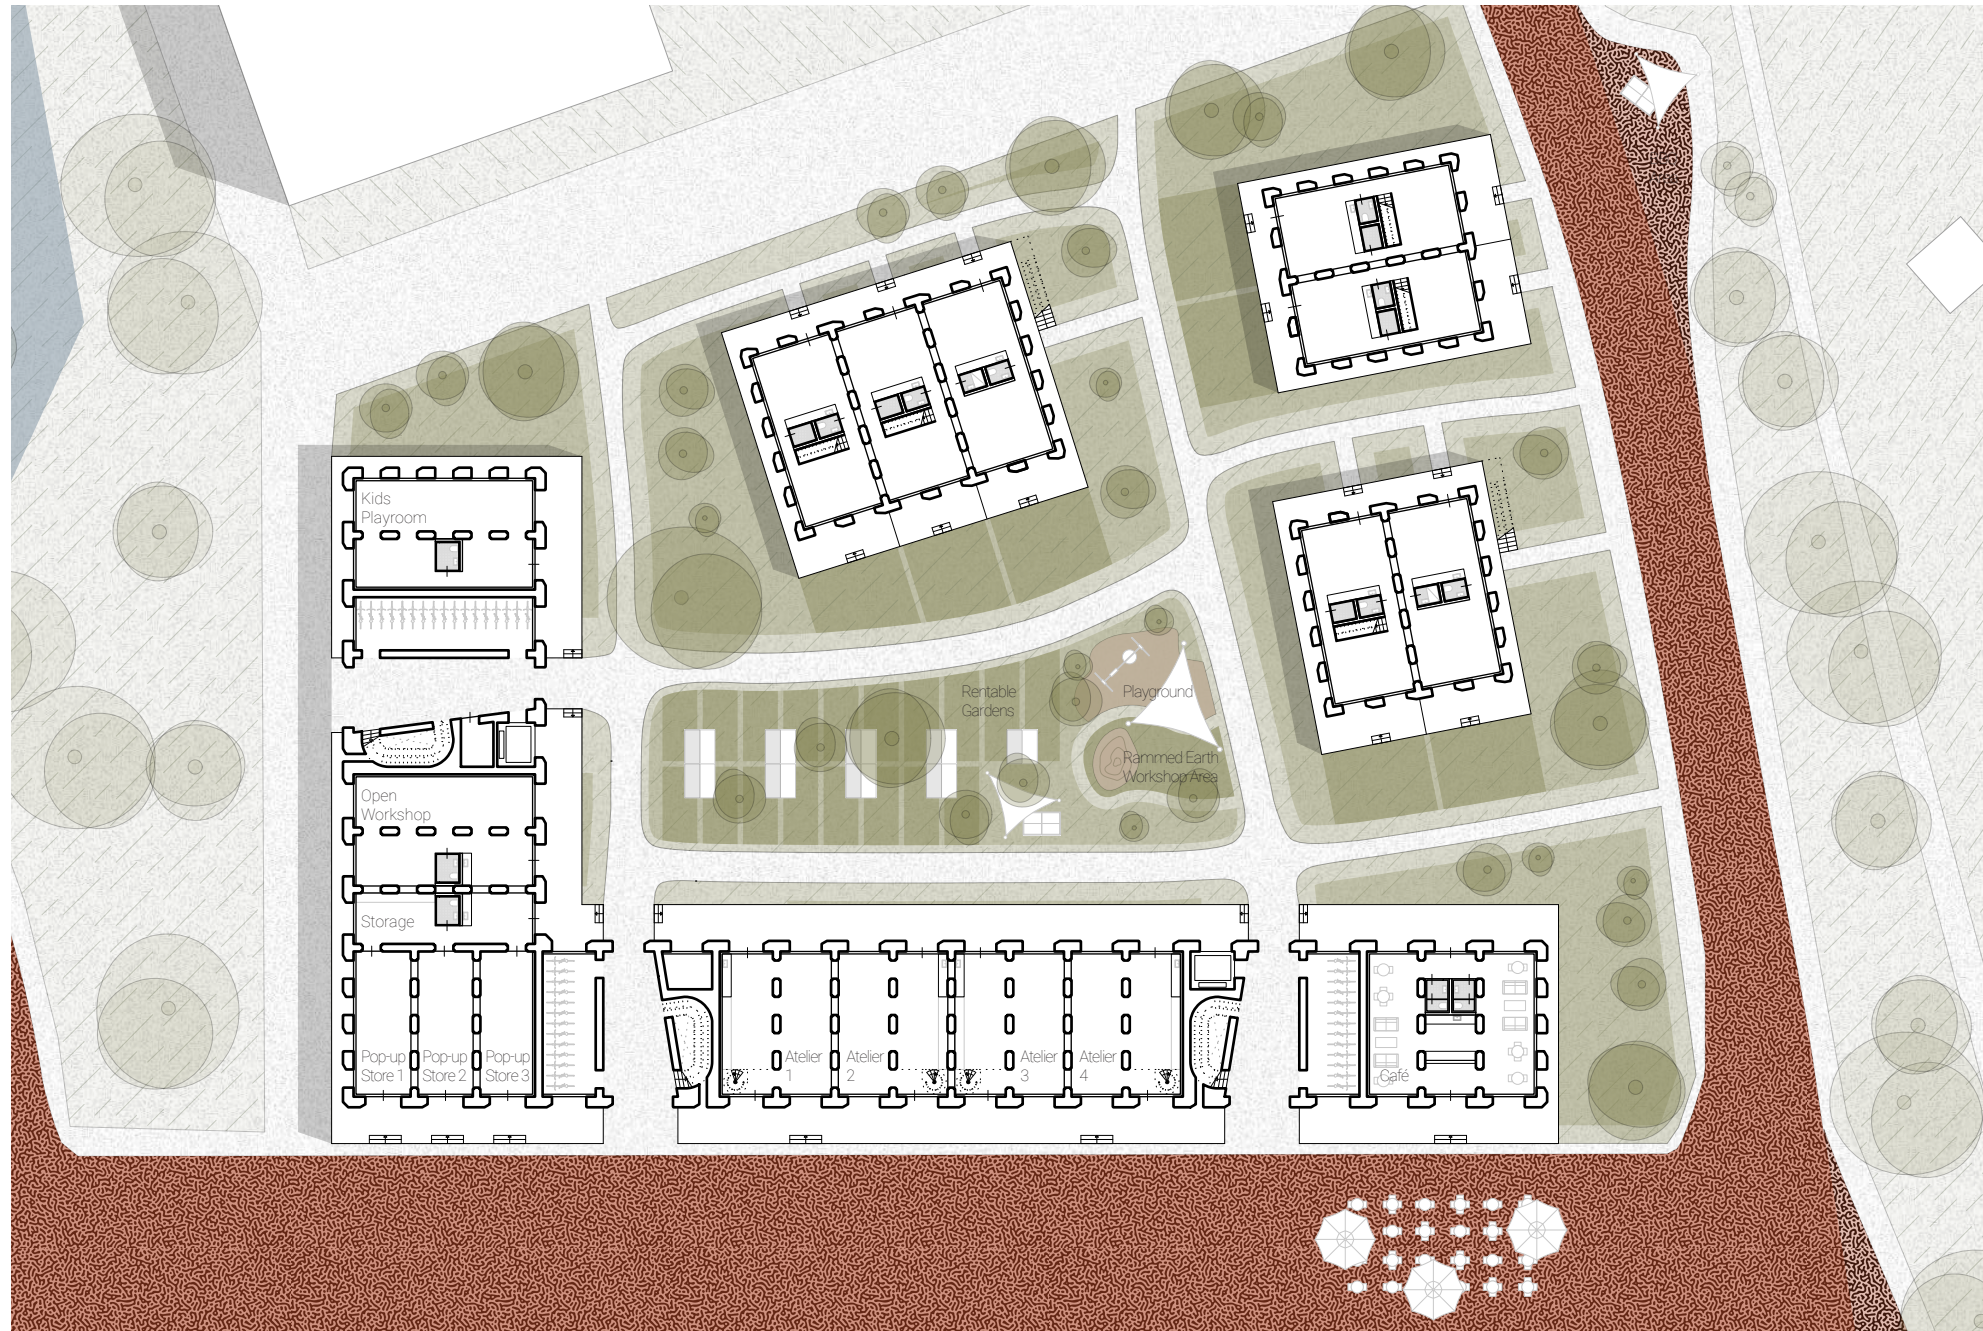 Kids
Playroom
Rentable
Gardens
Playground
Rammed Earth
Workshop Area
Open
Workshop
Storage
Pop-up
Store 1
Pop-up
Store 2
Pop-up
Store 3
Atelier
1
Atelier
2
Atelier
3
Atelier
4
Café